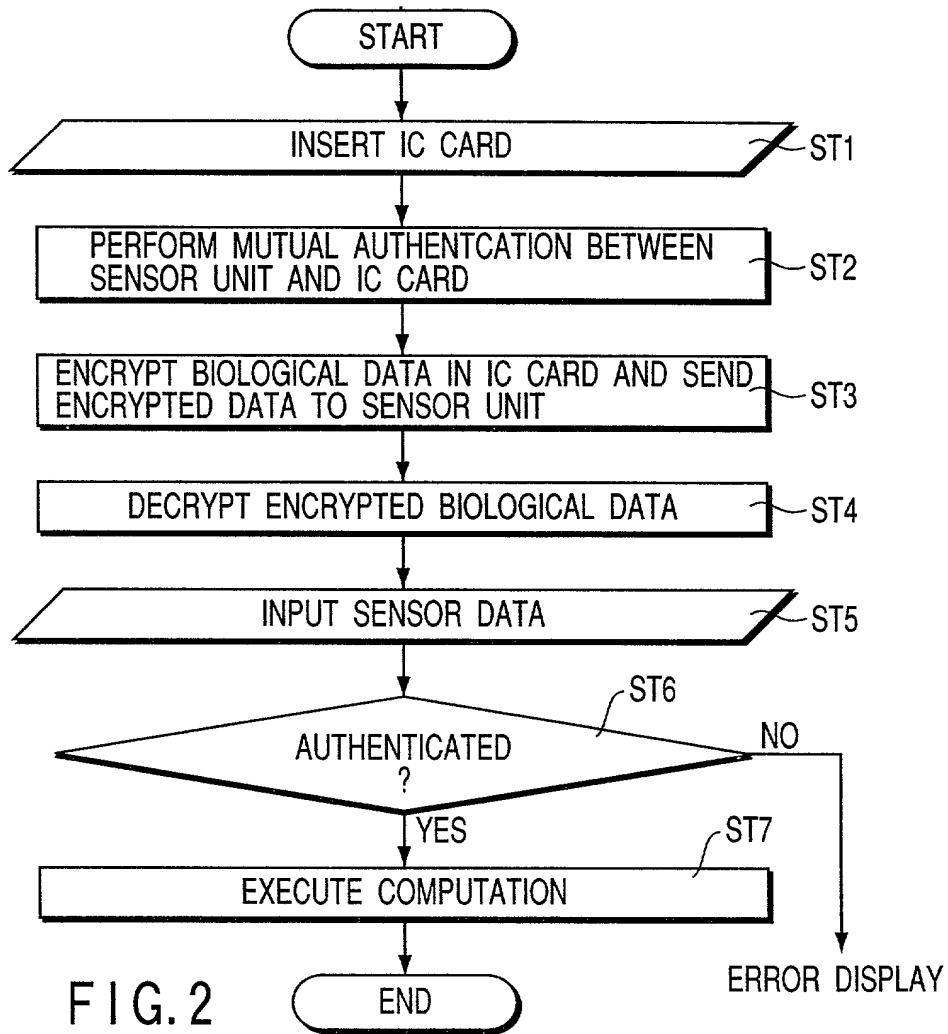 START
INSERT IC CARD
ST1
PERFORM MUTUAL AUTHENTCATION BETWEEN
SENSOR UNIT AND IC CARD
ST2
ENCRYPT BIOLOGICAL DATA IN IC CARD AND SEND
ENCRYPTED DATA TO SENSOR UNIT
ST3
DECRYPT ENCRYPTED BIOLOGICAL DATA
ST4
INPUT SENSOR DATA
ST5
ST6
AUTHENTICATED
?
NO
YES
ST7
EXECUTE COMPUTATION
ERROR DISPLAY
END
FIG.2